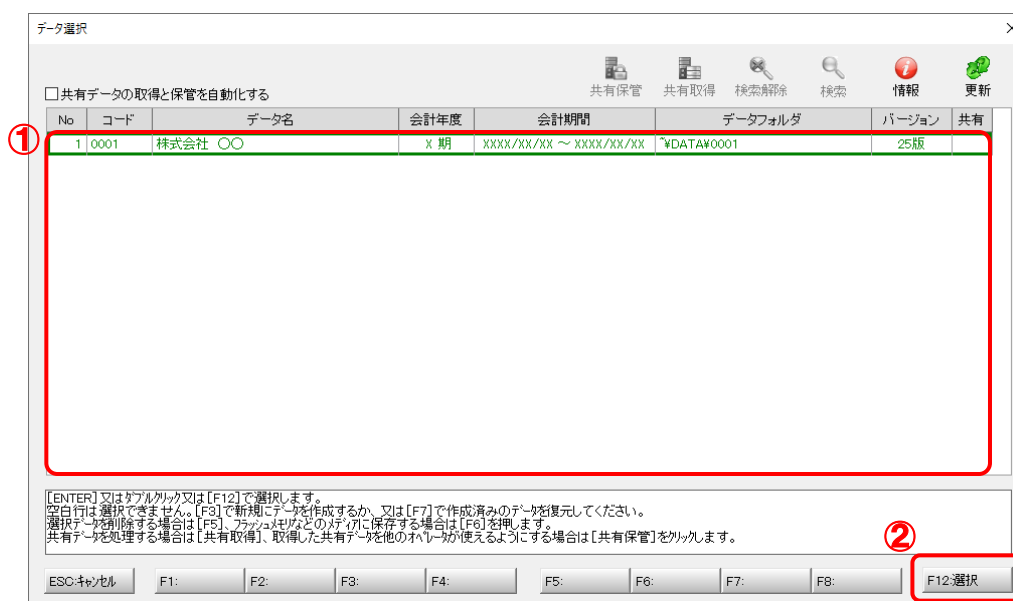 データ選択
共有保管 共有取得 検索解除 検索 情報 更新
共有データの取得と保管を自動化する
No コード データ名 会計年度 会計期間 データフォルダ バージョン 共有
①
1 0001 株式会社 〇〇 X 期 XXXX/XX/XX ～ XXXX/XX/XX ~¥DATA¥0001 25版
[ENTER]又はダブルクリック又は[F12]で選択します。
空白行は選択できません。[F3]で新規にデータを作成するか、又は[F7]で作成済みのデータを復元してください。
選択データを削除する場合は[F5]、フラッシュメモリなどのメディアに保存する場合は[F6]を押します。
共有データを処理する場合は[共有取得]、取得した共有データを他のオペレータが使えるようにする場合は[共有保管]をクリックします。
②
ESC:キャンセル F1: F2: F3: F4: F5: F6: F7: F8: F12:選択